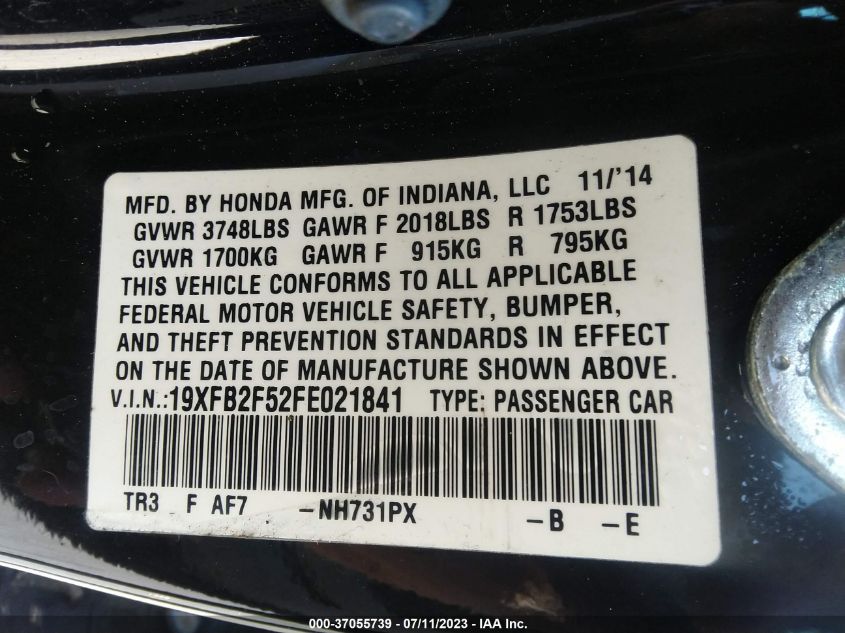 MFD. BY HONDA MFG. OF INDIANA, LLC 11/'14
GVWR 3748LBS GAWR F 2018LBS R 1753LBS
GVWR 1700KG GAWR F 915KG R 795KG
THIS VEHICLE CONFORMS TO ALL APPLICABLE
FEDERAL MOTOR VEHICLE SAFETY, BUMPER,
AND THEFT PREVENTION STANDARDS IN EFFECT
ON THE DATE OF MANUFACTURE SHOWN ABOVE.
V.I.N.:19XFB2F52FE021841 TYPE: PASSENGER CAR
TR3 F AF7 -NH731PX -B -E
000-37055739 - 07/11/2023 - IAA Inc.